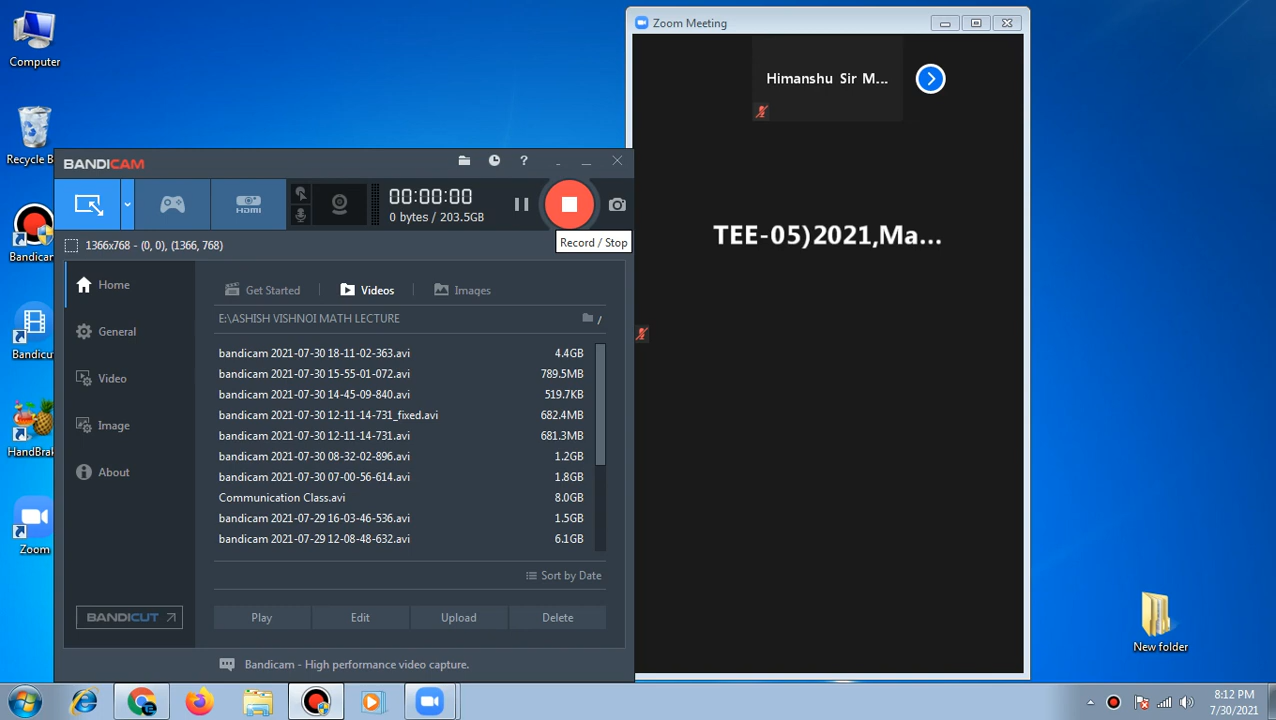 Computer
Recycle B
Bandicam
Bandicut
HandBrak
Zoom
New folder
BANDICAM
?
HDMI
00:00:00
0 bytes / 203.5GB
Record / Stop
1366x768 - (0, 0), (1366, 768)
Home
General
Video
Image
About
BANDICUT
Get Started
Videos
Images
E:\ASHISH VISHNOI MATH LECTURE
bandicam 2021-07-30 18-11-02-363.avi 4.4GB
bandicam 2021-07-30 15-55-01-072.avi 789.5MB
bandicam 2021-07-30 14-45-09-840.avi 519.7KB
bandicam 2021-07-30 12-11-14-731_fixed.avi 682.4MB
bandicam 2021-07-30 12-11-14-731.avi 681.3MB
bandicam 2021-07-30 08-32-02-896.avi 1.2GB
bandicam 2021-07-30 07-00-56-614.avi 1.8GB
Communication Class.avi 8.0GB
bandicam 2021-07-29 16-03-46-536.avi 1.5GB
bandicam 2021-07-29 12-08-48-632.avi 6.1GB
Sort by Date
Play Edit Upload Delete
Bandicam - High performance video capture.
Zoom Meeting
Himanshu Sir M...
TEE-05)2021,Ma...
8:12 PM
7/30/2021